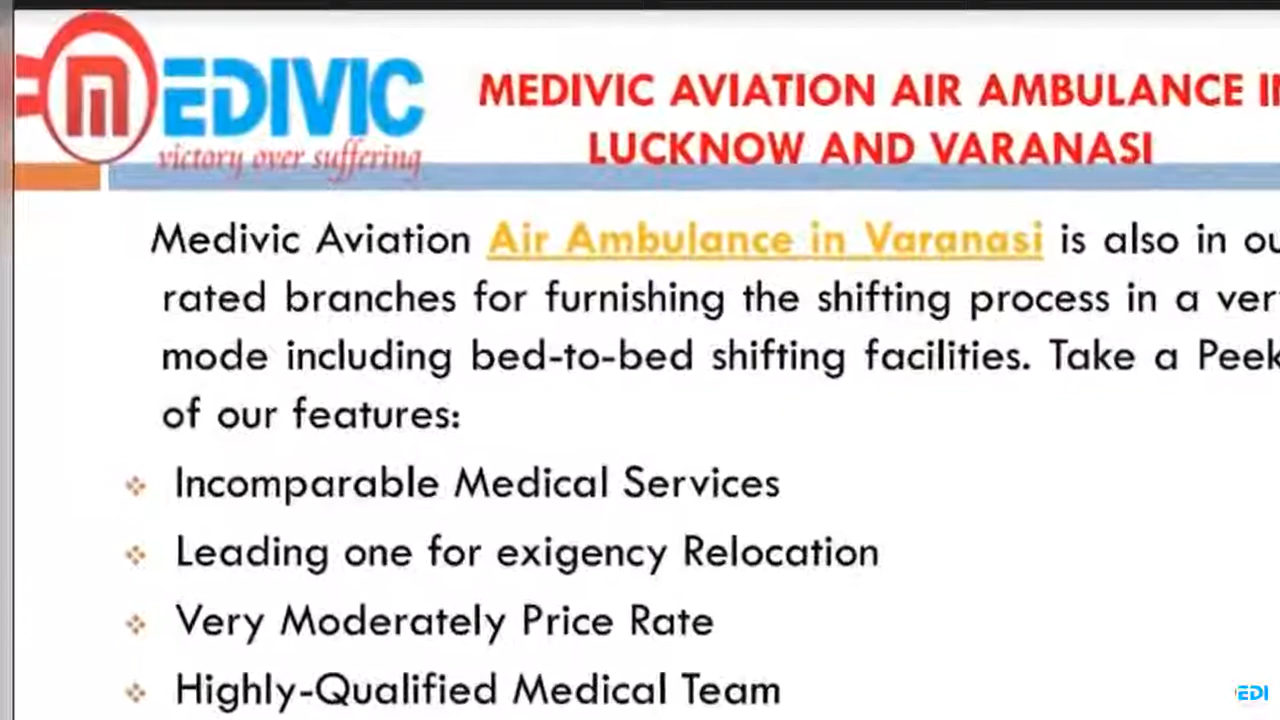 MEDIVIC
victory over suffering
MEDIVIC AVIATION AIR AMBULANCE
LUCKNOW AND VARANASI
Medivic Aviation Air Ambulance in Varanasi is also in
rated branches for furnishing the shifting process in a
mode including bed-to-bed shifting facilities. Take a Peek
of our features:
Incomparable Medical Services
Leading one for exigency Relocation
Very Moderately Price Rate
Highly-Qualified Medical Team
EDI